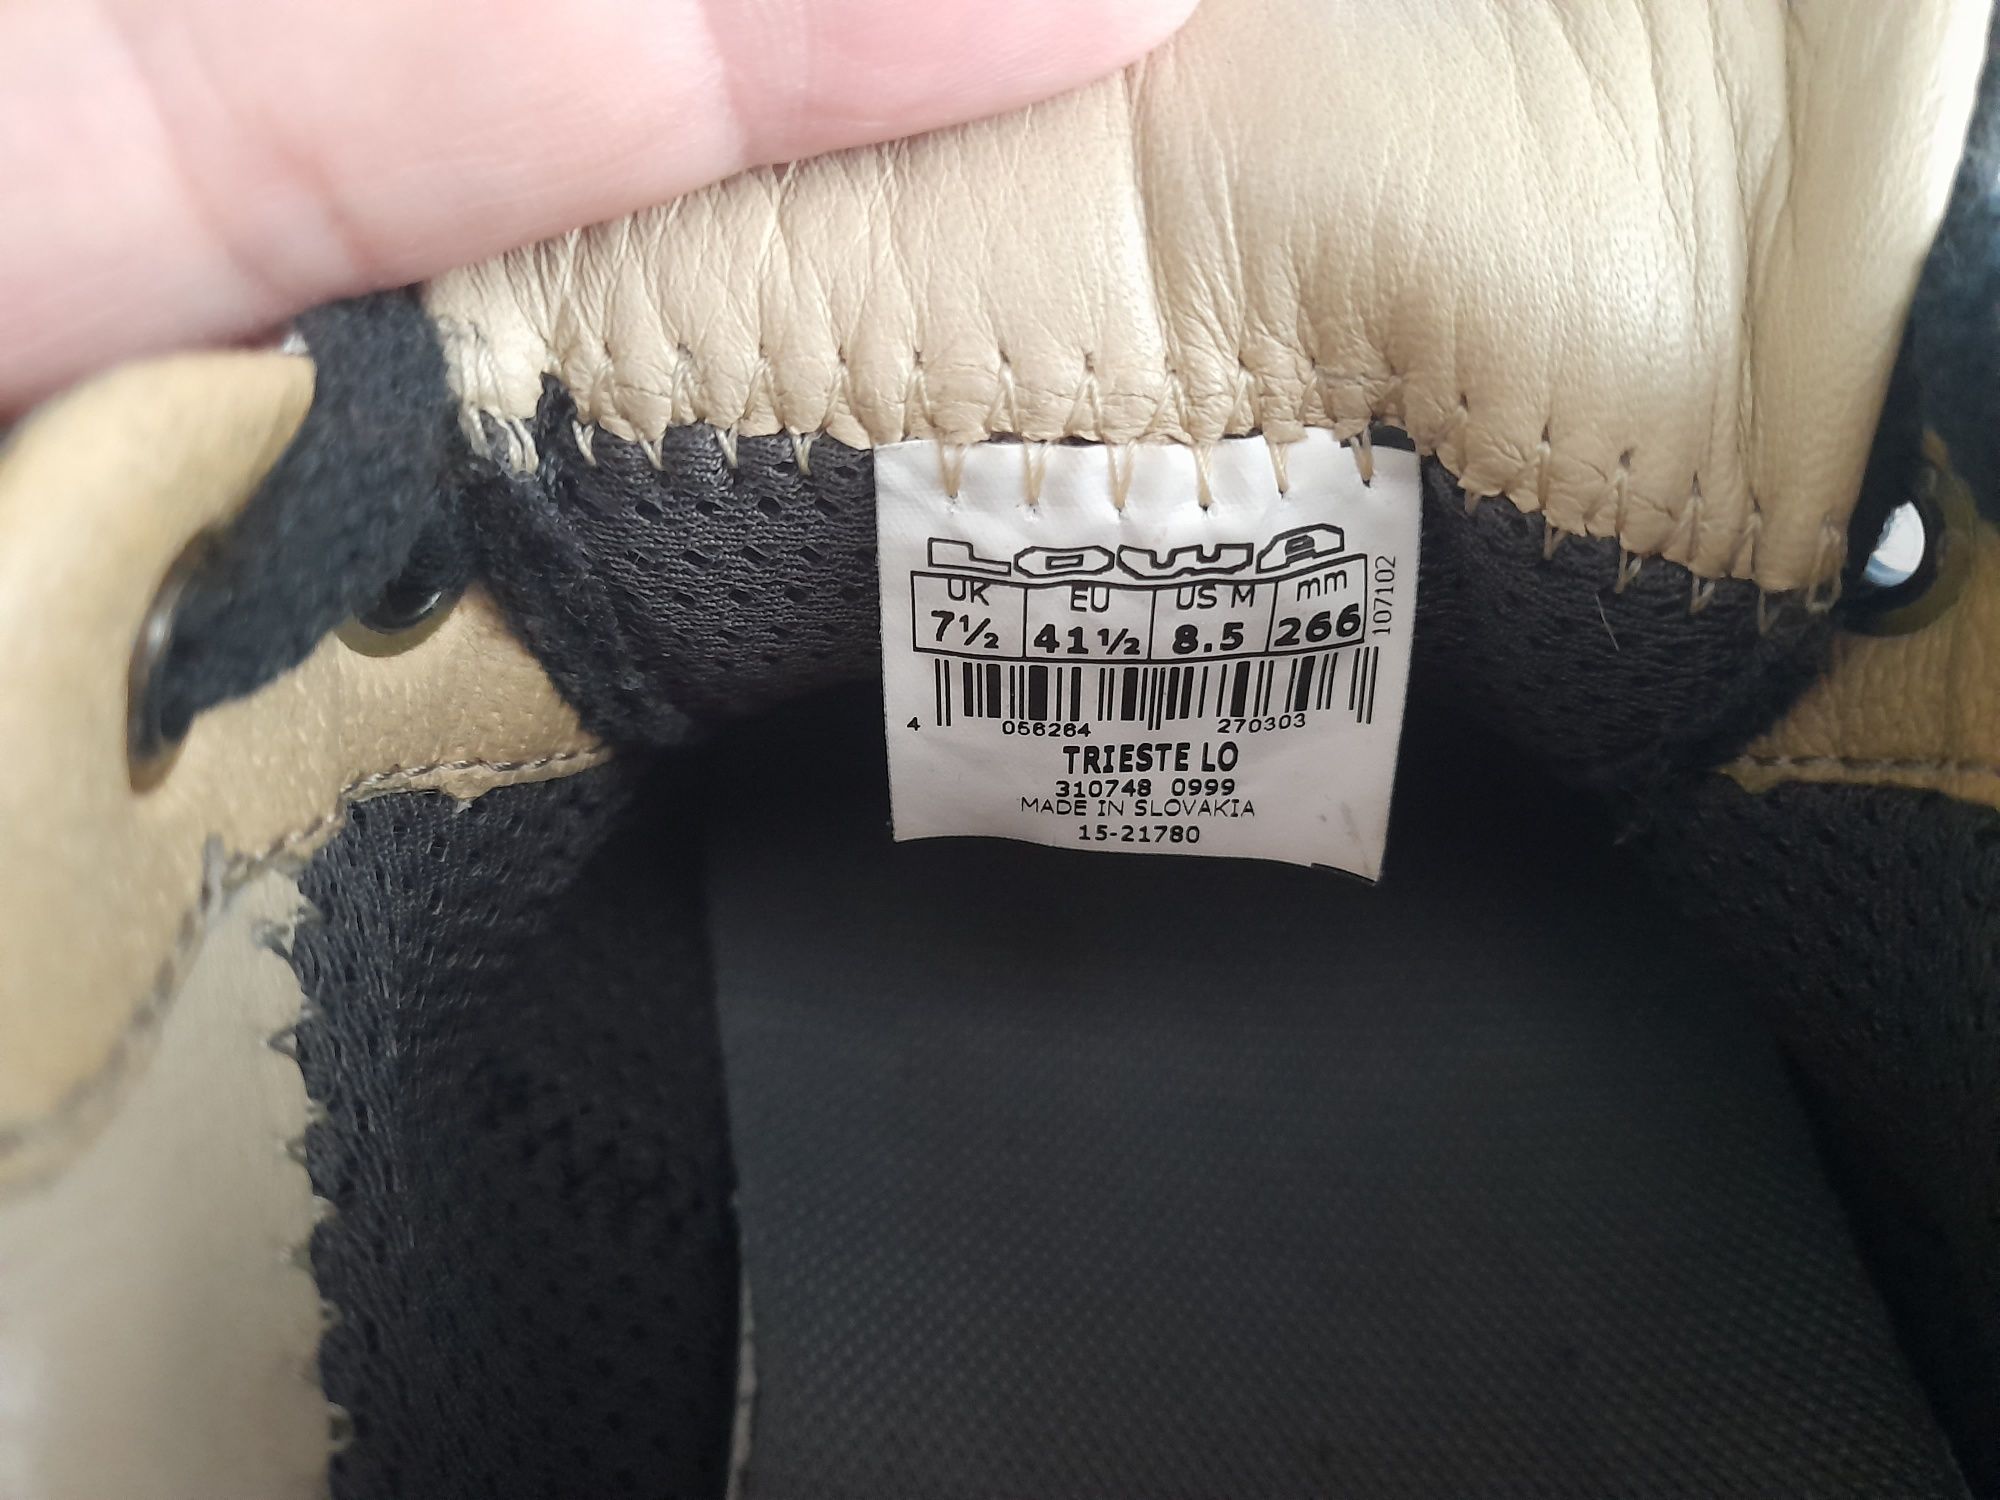 LOWA
UK EU US M mm
7½ 41½ 8.5 266
107102
4 056264 270303
TRIESTE LO
310748 0999
MADE IN SLOVAKIA
15-21780